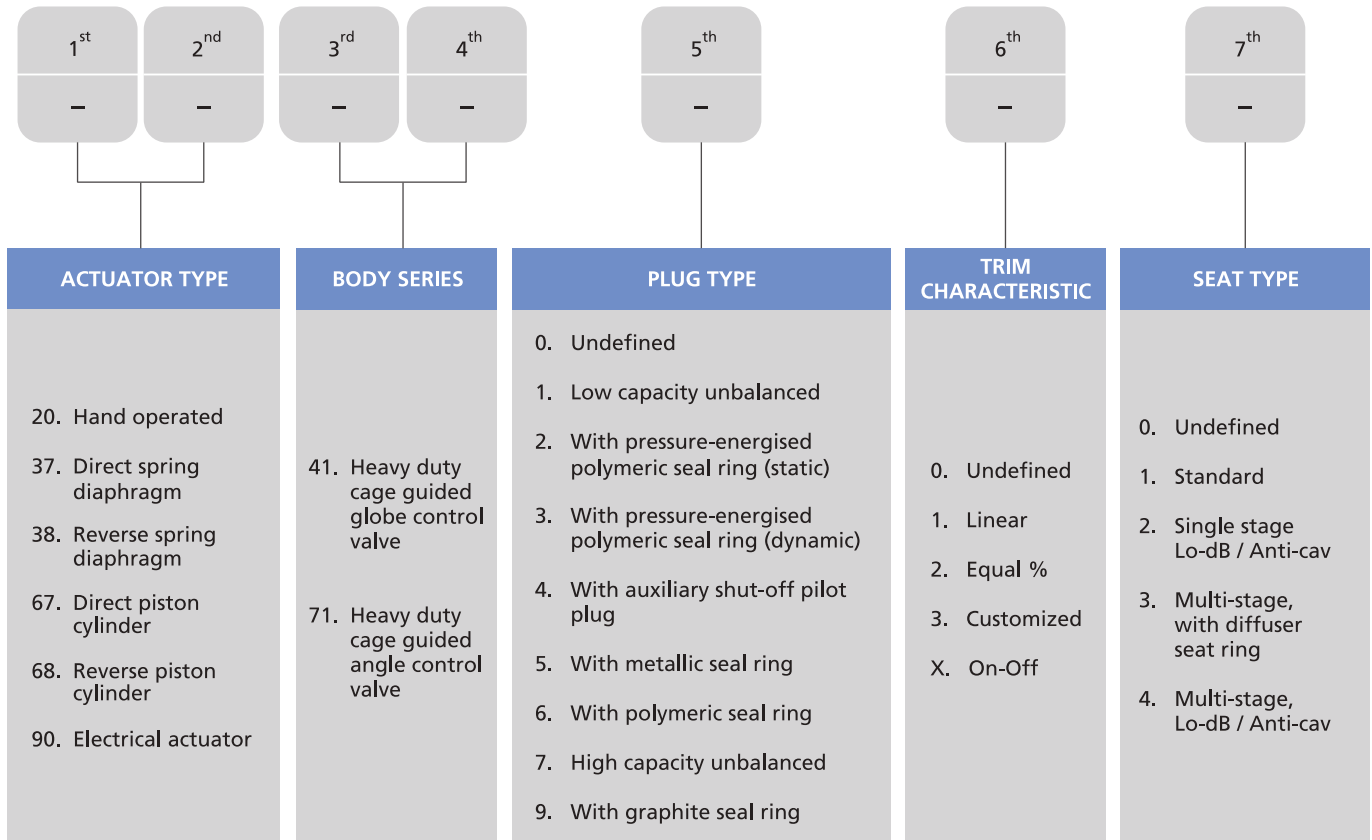 1st 2nd 3rd 4th 5th 6th 7th
– – – – – – –
ACTUATOR TYPE
20. Hand operated
37. Direct spring
diaphragm
38. Reverse spring
diaphragm
67. Direct piston
cylinder
68. Reverse piston
cylinder
90. Electrical actuator
BODY SERIES
41. Heavy duty
cage guided
globe control
valve
71. Heavy duty
cage guided
angle control
valve
PLUG TYPE
0. Undefined
1. Low capacity unbalanced
2. With pressure-energised
polymeric seal ring (static)
3. With pressure-energised
polymeric seal ring (dynamic)
4. With auxiliary shut-off pilot
plug
5. With metallic seal ring
6. With polymeric seal ring
7. High capacity unbalanced
9. With graphite seal ring
TRIM
CHARACTERISTIC
0. Undefined
1. Linear
2. Equal %
3. Customized
X. On-Off
SEAT TYPE
0. Undefined
1. Standard
2. Single stage
Lo-dB / Anti-cav
3. Multi-stage,
with diffuser
seat ring
4. Multi-stage,
Lo-dB / Anti-cav